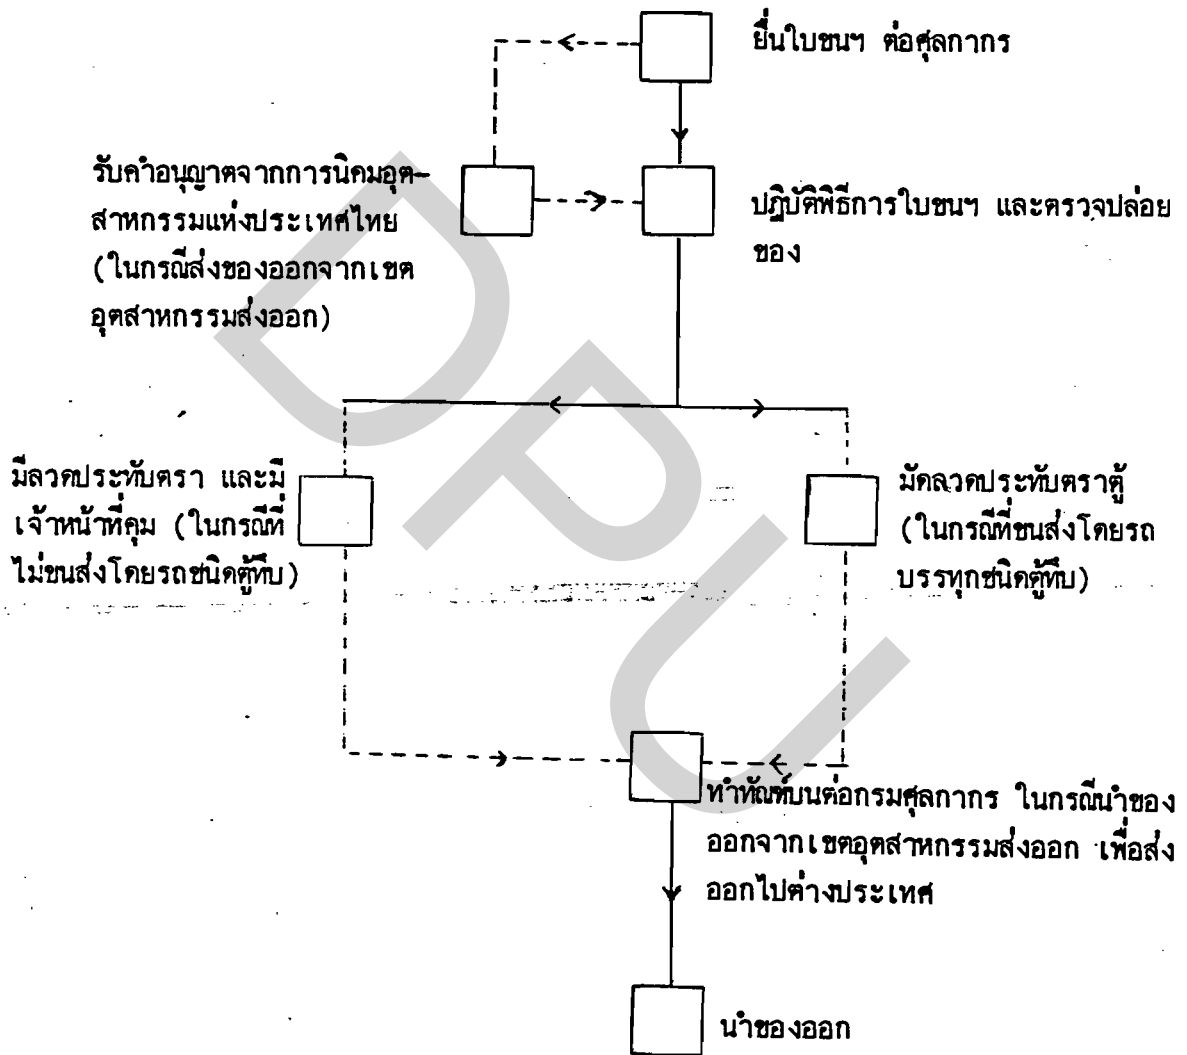 ยื่นใบขนฯ ต่อศุลกากร
รับคำอนุญาตจากการนิคมอุต-
สาหกรรมแห่งประเทศไทย
(ในกรณีส่งของออกจากเขต
อุตสาหกรรมส่งออก)
ปฏิบัติพิธีการใบขนฯ และตรวจปล่อย
ของ
มีลวดประทับตรา และมี
เจ้าหน้าที่คุม (ในกรณีที่
ไม่ขนส่งโดยรถชนิดตู้ทึบ)
มัดลวดประทับตราตู้
(ในกรณีที่ขนส่งโดยรถ
บรรทุกชนิดตู้ทึบ)
ทำทัณฑ์บนต่อกรมศุลกากร ในกรณีนำของ
ออกจากเขตอุตสาหกรรมส่งออก เพื่อส่ง
ออกไปต่างประเทศ
นำของออก
DPU